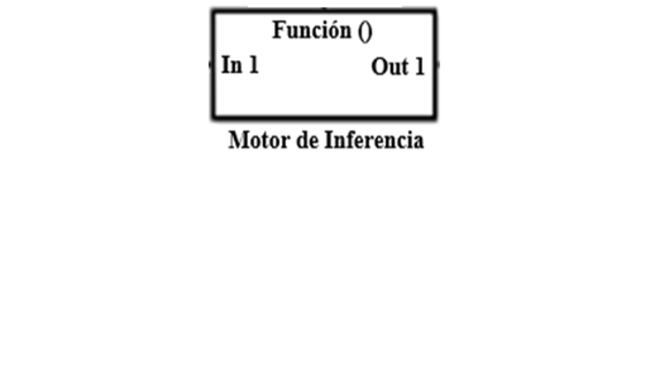 Función ()
In 1
Out 1
Motor de Inferencia